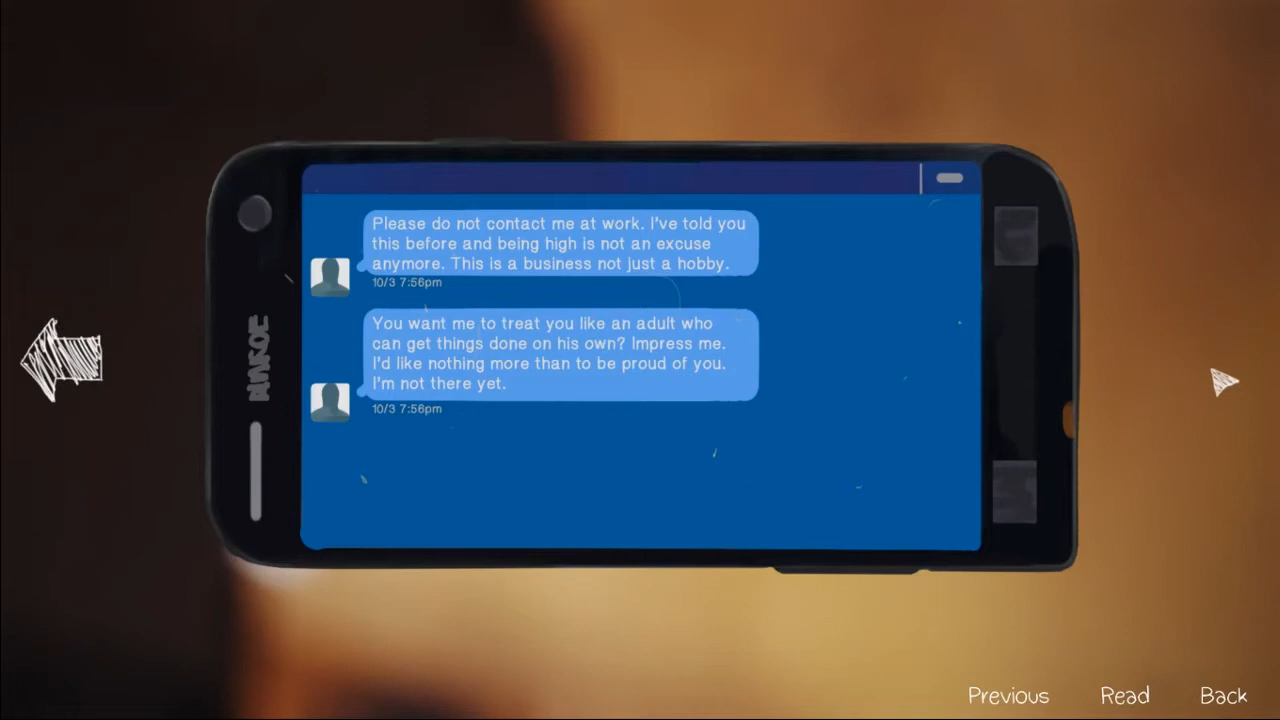 Please do not contact me at work. I've told you
this before and being high is not an excuse
anymore. This is a business not just a hobby.
10/3 7:56pm
You want me to treat you like an adult who
can get things done on his own? Impress me.
I'd like nothing more than to be proud of you.
I'm not there yet.
10/3 7:56pm
Previous
Read
Back